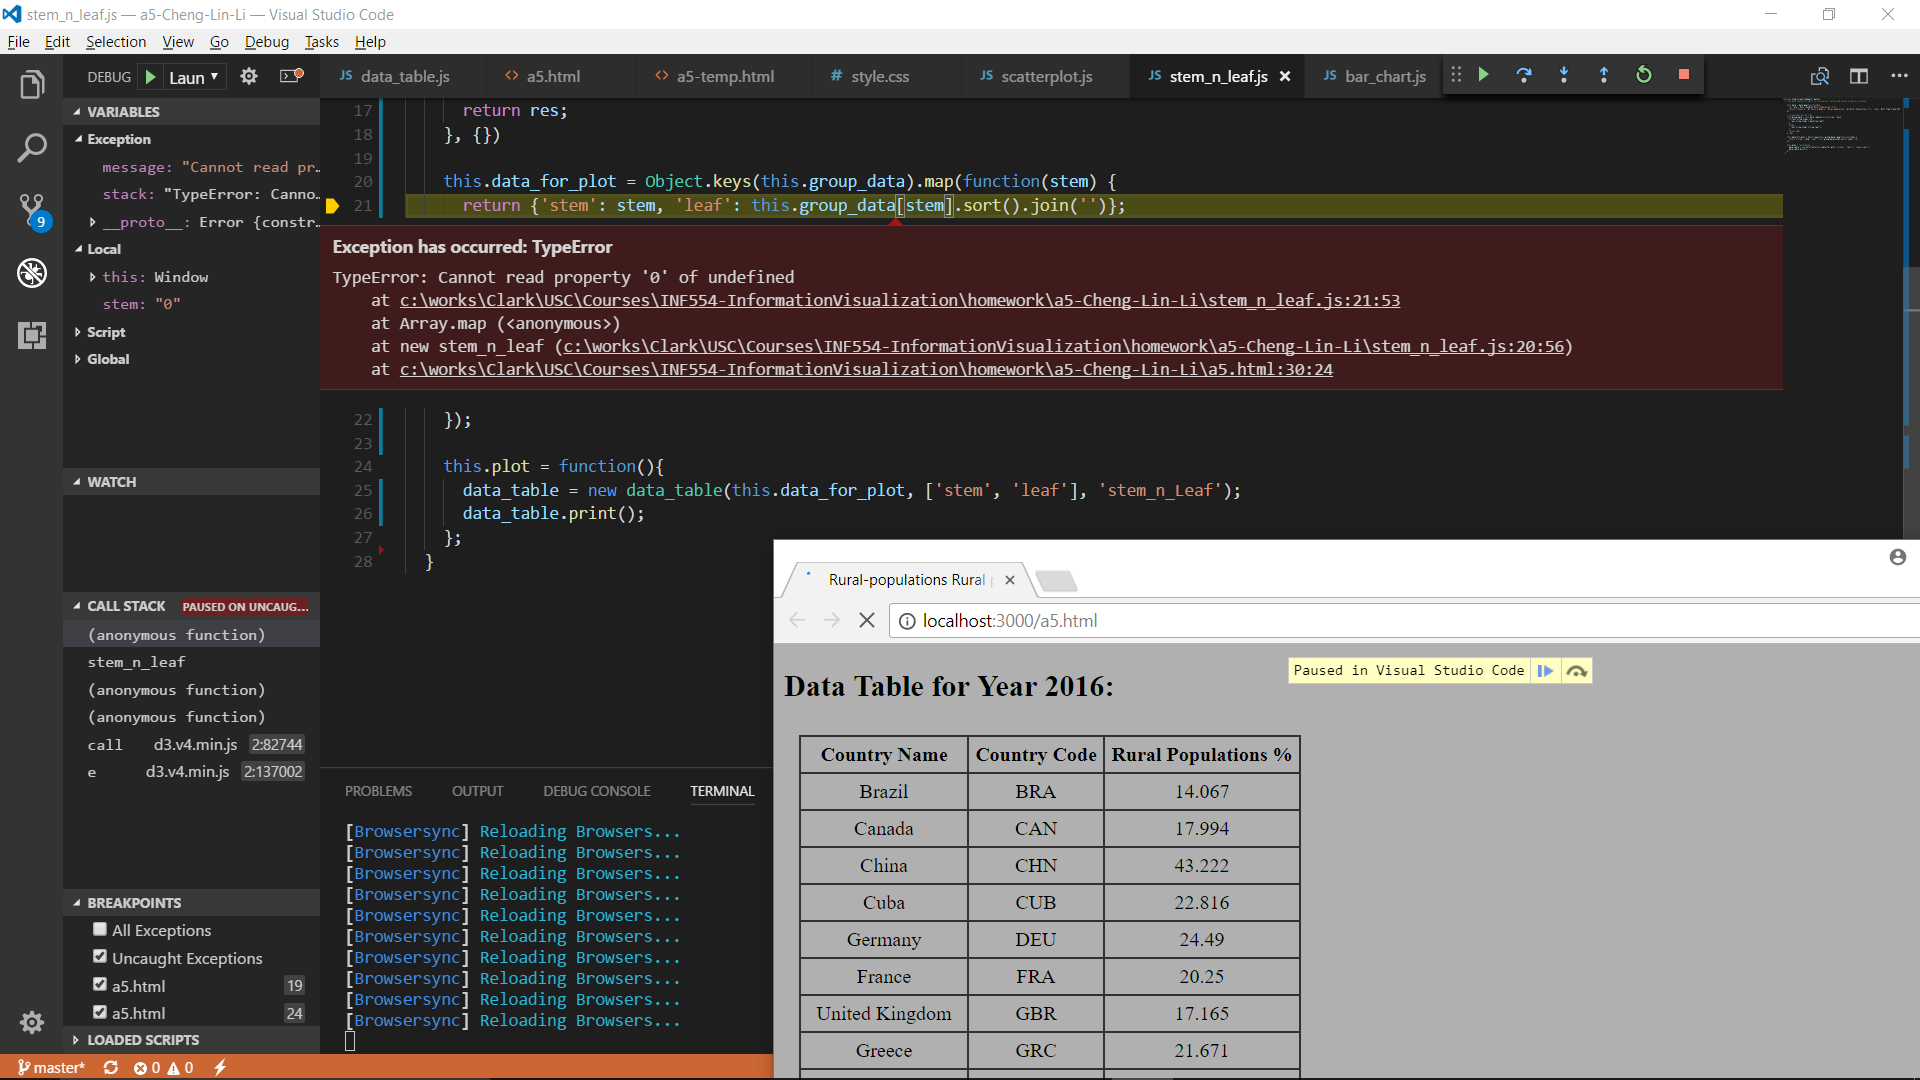 stem_n_leaf.js — a5-Cheng-Lin-Li — Visual Studio Code
File Edit Selection View Go Debug Tasks Help
DEBUG Laun
data_table.js a5.html a5-temp.html style.css scatterplot.js stem_n_leaf.js bar_chart.js
VARIABLES
Exception
message: "Cannot read pr…
stack: "TypeError: Canno…
__proto__: Error {constr…
Local
this: Window
stem: "0"
Script
Global
WATCH
CALL STACK PAUSED ON UNCAUG...
(anonymous function)
stem_n_leaf
(anonymous function)
(anonymous function)
call d3.v4.min.js 2:82744
e d3.v4.min.js 2:137002
BREAKPOINTS
All Exceptions
Uncaught Exceptions
a5.html 19
a5.html 24
LOADED SCRIPTS
9
17 return res;
18 }, {})
19
20 this.data_for_plot = Object.keys(this.group_data).map(function(stem) {
21 return {'stem': stem, 'leaf': this.group_data[stem].sort().join('')};
Exception has occurred: TypeError
TypeError: Cannot read property '0' of undefined
at c:\works\Clark\USC\Courses\INF554-InformationVisualization\homework\a5-Cheng-Lin-Li\stem_n_leaf.js:21:53
at Array.map (<anonymous>)
at new stem_n_leaf (c:\works\Clark\USC\Courses\INF554-InformationVisualization\homework\a5-Cheng-Lin-Li\stem_n_leaf.js:20:56)
at c:\works\Clark\USC\Courses\INF554-InformationVisualization\homework\a5-Cheng-Lin-Li\a5.html:30:24
22 });
23
24 this.plot = function(){
25 data_table = new data_table(this.data_for_plot, ['stem', 'leaf'], 'stem_n_Leaf');
26 data_table.print();
27 };
28 }
PROBLEMS OUTPUT DEBUG CONSOLE TERMINAL
[Browsersync] Reloading Browsers...
[Browsersync] Reloading Browsers...
[Browsersync] Reloading Browsers...
[Browsersync] Reloading Browsers...
[Browsersync] Reloading Browsers...
[Browsersync] Reloading Browsers...
[Browsersync] Reloading Browsers...
[Browsersync] Reloading Browsers...
[Browsersync] Reloading Browsers...
[Browsersync] Reloading Browsers...
master* 0 0
Rural-populations Rural
localhost:3000/a5.html
Paused in Visual Studio Code
Data Table for Year 2016:
Country Name Country Code Rural Populations %
Brazil BRA 14.067
Canada CAN 17.994
China CHN 43.222
Cuba CUB 22.816
Germany DEU 24.49
France FRA 20.25
United Kingdom GBR 17.165
Greece GRC 21.671